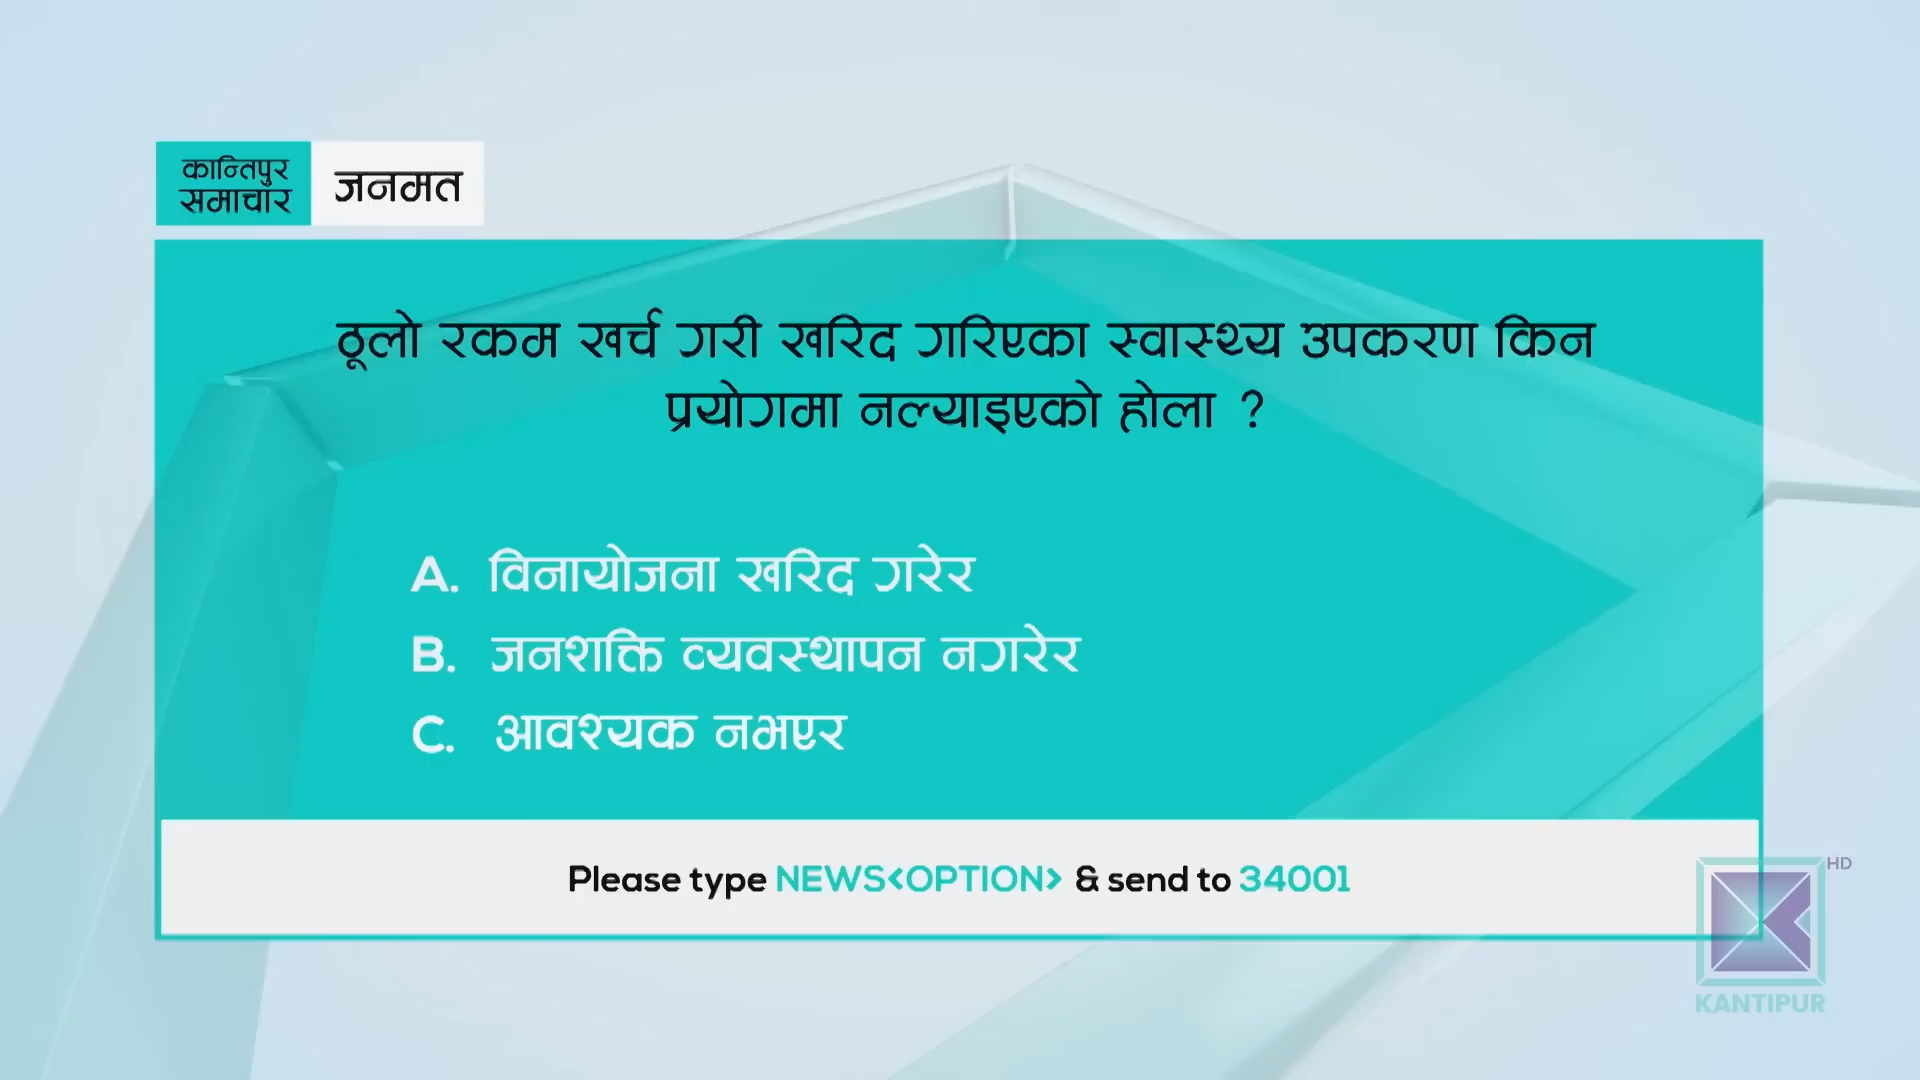 कान्तिपुर
समाचार
जनमत
ठूलो रकम खर्च गरी खरिद गरिएका स्वास्थ्य उपकरण किन
प्रयोगमा नल्याइएको होला ?
A. विनायोजना खरिद गरेर
B. जनशक्ति व्यवस्थापन नगरेर
C. आवश्यक नभएर
Please type NEWS<OPTION> & send to 34001
HD
KANTIPUR